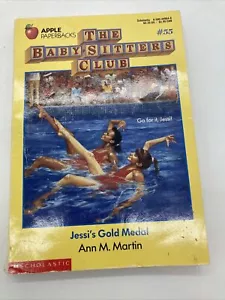 APPLE
PAPERBACKS
THE
BABY-SITTERS
CLUB
#55
Go for it, Jessi!
Jessi's Gold Medal
Ann M. Martin
SCHOLASTIC